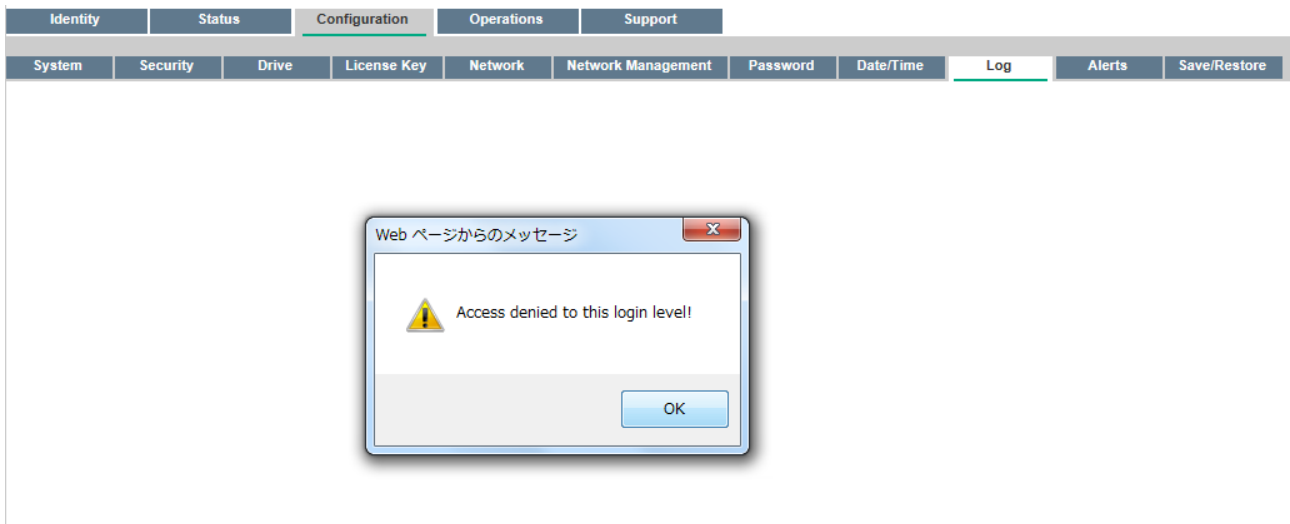 Identity Status Configuration Operations Support
System Security Drive License Key Network Network Management Password Date/Time Log Alerts Save/Restore
Web ページからのメッセージ
Access denied to this login level!
OK